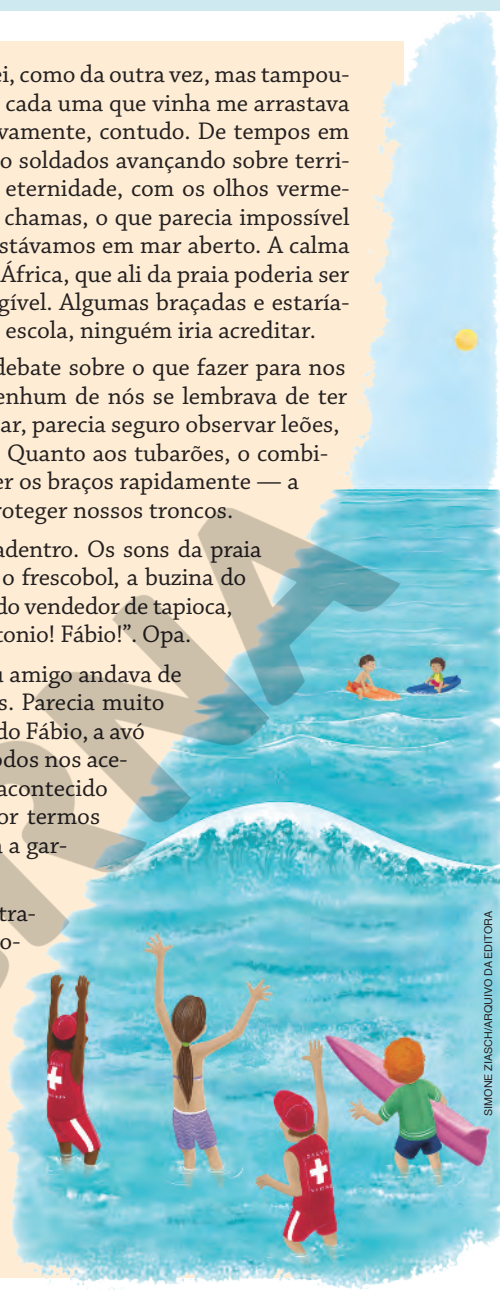 ei, como da outra vez, mas tampou-
cada uma que vinha me arrastava
vamente, contudo. De tempos em
o soldados avançando sobre terri-
eternidade, com os olhos verme-
chamas, o que parecia impossível
stávamos em mar aberto. A calma
África, que ali da praia poderia ser
gível. Algumas braçadas e estaría-
escola, ninguém iria acreditar.
debate sobre o que fazer para nos
enhum de nós se lembrava de ter
ar, parecia seguro observar leões,
Quanto aos tubarões, o combi-
er os braços rapidamente — a
roteger nossos troncos.
adentro. Os sons da praia
o frescobol, a buzina do
do vendedor de tapioca,
tonio! Fábio!”. Opa.
u amigo andava de
s. Parecia muito
do Fábio, a avó
odos nos ace-
acontecido
or termos
a a gar-
tra-
o-
SIMONE ZIASCH/ARQUIVO DA EDITORA